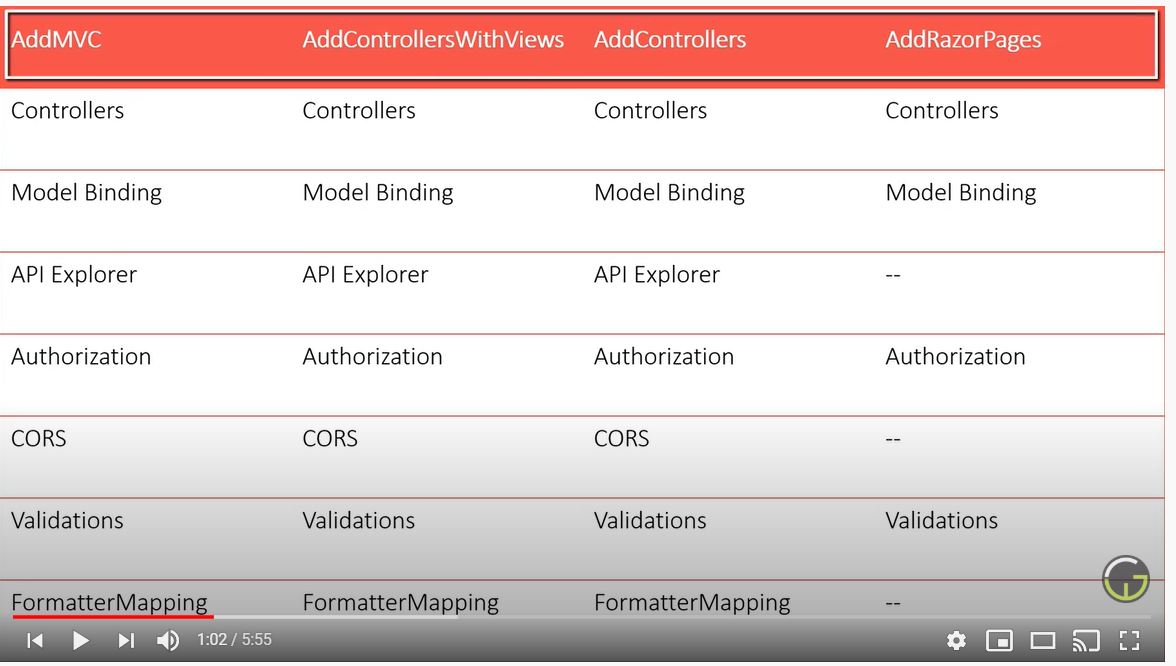 AddMVC AddControllersWithViews AddControllers AddRazorPages
Controllers Controllers Controllers Controllers
Model Binding Model Binding Model Binding Model Binding
API Explorer API Explorer API Explorer --
Authorization Authorization Authorization Authorization
CORS CORS CORS --
Validations Validations Validations Validations
FormatterMapping FormatterMapping FormatterMapping --
1:02 / 5:55